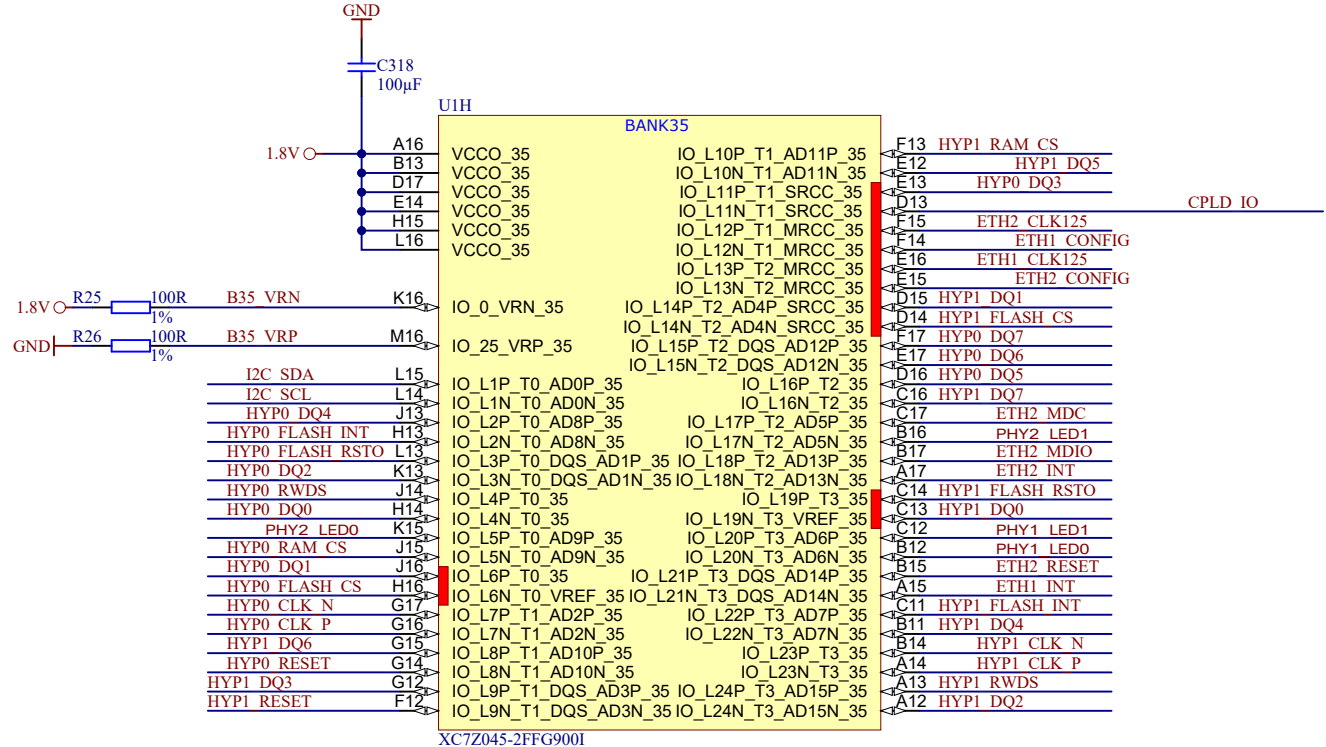 GND
C318
100µF
U1H
BANK35
1.8V
A16 VCCO_35
B13 VCCO_35
D17 VCCO_35
E14 VCCO_35
H15 VCCO_35
L16 VCCO_35
1.8V R25 100R 1% B35_VRN K16 IO_0_VRN_35
GND R26 100R 1% B35_VRP M16 IO_25_VRP_35
I2C_SDA L15 IO_L1P_T0_AD0P_35
I2C_SCL L14 IO_L1N_T0_AD0N_35
HYP0_DQ4 J13 IO_L2P_T0_AD8P_35
HYP0_FLASH_INT H13 IO_L2N_T0_AD8N_35
HYP0_FLASH_RSTO L13 IO_L3P_T0_DQS_AD1P_35
HYP0_DQ2 K13 IO_L3N_T0_DQS_AD1N_35
HYP0_RWDS J14 IO_L4P_T0_35
HYP0_DQ0 H14 IO_L4N_T0_35
PHY2_LED0 K15 IO_L5P_T0_AD9P_35
HYP0_RAM_CS J15 IO_L5N_T0_AD9N_35
HYP0_DQ1 J16 IO_L6P_T0_35
HYP0_FLASH_CS H16 IO_L6N_T0_VREF_35
HYP0_CLK_N G17 IO_L7P_T1_AD2P_35
HYP0_CLK_P G16 IO_L7N_T1_AD2N_35
HYP1_DQ6 G15 IO_L8P_T1_AD10P_35
HYP0_RESET G14 IO_L8N_T1_AD10N_35
HYP1_DQ3 G12 IO_L9P_T1_DQS_AD3P_35
HYP1_RESET F12 IO_L9N_T1_DQS_AD3N_35
IO_L10P_T1_AD11P_35 F13 HYP1_RAM_CS
IO_L10N_T1_AD11N_35 E12 HYP1_DQ5
IO_L11P_T1_SRCC_35 E13 HYP0_DQ3
IO_L11N_T1_SRCC_35 D13 CPLD_IO
IO_L12P_T1_MRCC_35 F15 ETH2_CLK125
IO_L12N_T1_MRCC_35 F14 ETH1_CONFIG
IO_L13P_T2_MRCC_35 E16 ETH1_CLK125
IO_L13N_T2_MRCC_35 E15 ETH2_CONFIG
IO_L14P_T2_AD4P_SRCC_35 D15 HYP1_DQ1
IO_L14N_T2_AD4N_SRCC_35 D14 HYP1_FLASH_CS
IO_L15P_T2_DQS_AD12P_35 F17 HYP0_DQ7
IO_L15N_T2_DQS_AD12N_35 E17 HYP0_DQ6
IO_L16P_T2_35 D16 HYP0_DQ5
IO_L16N_T2_35 C16 HYP1_DQ7
IO_L17P_T2_AD5P_35 C17 ETH2_MDC
IO_L17N_T2_AD5N_35 B16 PHY2_LED1
IO_L18P_T2_AD13P_35 B17 ETH2_MDIO
IO_L18N_T2_AD13N_35 A17 ETH2_INT
IO_L19P_T3_35 C14 HYP1_FLASH_RSTO
IO_L19N_T3_VREF_35 C13 HYP1_DQ0
IO_L20P_T3_AD6P_35 C12 PHY1_LED1
IO_L20N_T3_AD6N_35 B12 PHY1_LED0
IO_L21P_T3_DQS_AD14P_35 B15 ETH2_RESET
IO_L21N_T3_DQS_AD14N_35 A15 ETH1_INT
IO_L22P_T3_AD7P_35 C11 HYP1_FLASH_INT
IO_L22N_T3_AD7N_35 B11 HYP1_DQ4
IO_L23P_T3_35 B14 HYP1_CLK_N
IO_L23N_T3_35 A14 HYP1_CLK_P
IO_L24P_T3_AD15P_35 A13 HYP1_RWDS
IO_L24N_T3_AD15N_35 A12 HYP1_DQ2
XC7Z045-2FFG900I